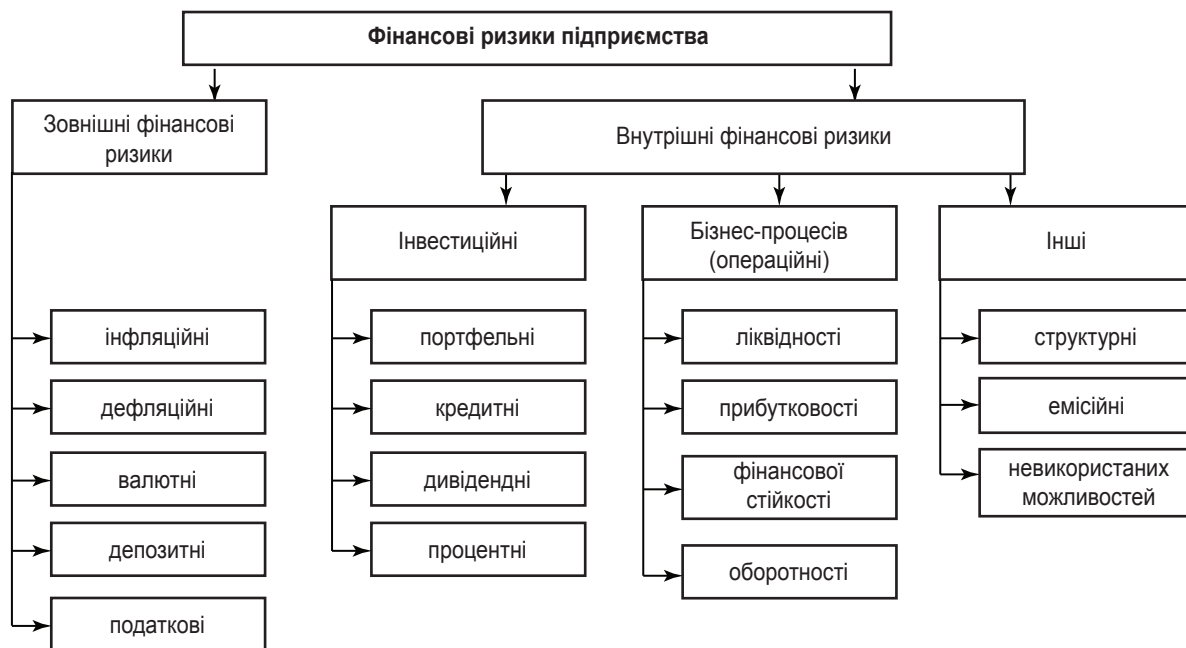 Фінансові ризики підприємства
Зовнішні фінансові
ризики
Внутрішні фінансові ризики
Інвестиційні
Бізнес-процесів
(операційні)
Інші
інфляційні
дефляційні
валютні
депозитні
податкові
портфельні
кредитні
дивідендні
процентні
ліквідності
прибутковості
фінансової
стійкості
оборотності
структурні
емісійні
невикористаних
можливостей